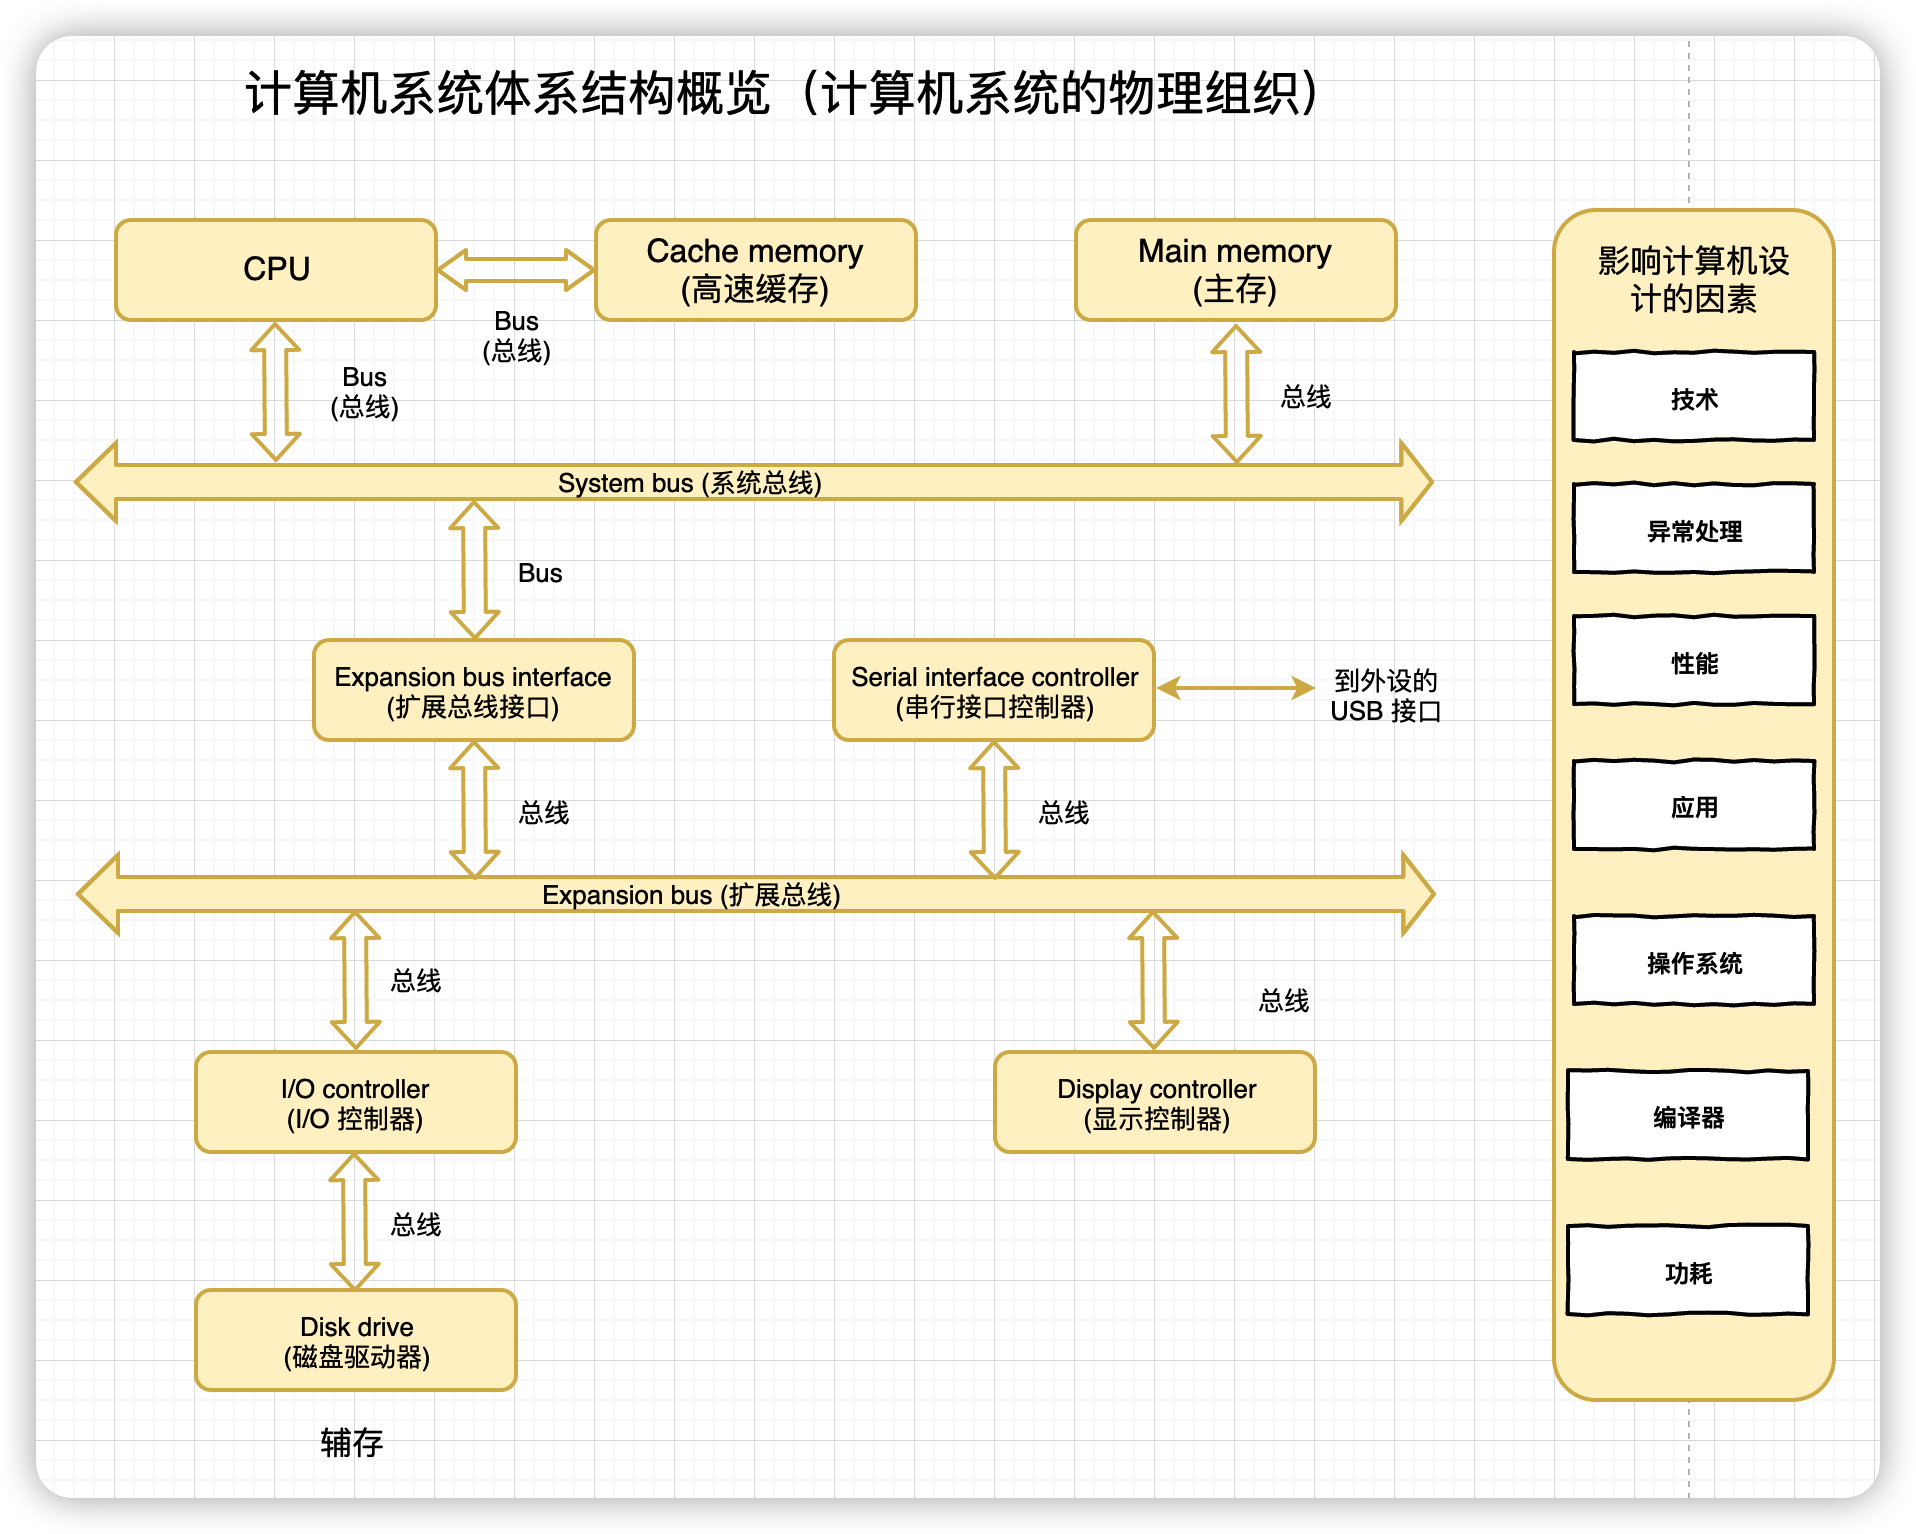 计算机系统体系结构概览（计算机系统的物理组织）
CPU
Cache memory
(高速缓存)
Main memory
(主存)
Bus
(总线)
Bus
(总线)
总线
System bus (系统总线)
Bus
Expansion bus interface
(扩展总线接口)
Serial interface controller
(串行接口控制器)
到外设的
USB 接口
总线
总线
Expansion bus (扩展总线)
总线
总线
I/O controller
(I/O 控制器)
Display controller
(显示控制器)
总线
Disk drive
(磁盘驱动器)
辅存
影响计算机设
计的因素
技术
异常处理
性能
应用
操作系统
编译器
功耗